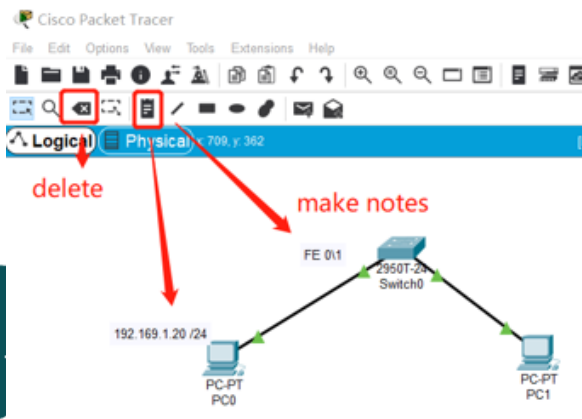 Cisco Packet Tracer
File Edit Options View Tools Extensions Help
Logical Physical x: 709, y: 362
delete
make notes
FE 0\1
2950T-24
Switch0
192.169.1.20 /24
PC-PT
PC0
PC-PT
PC1